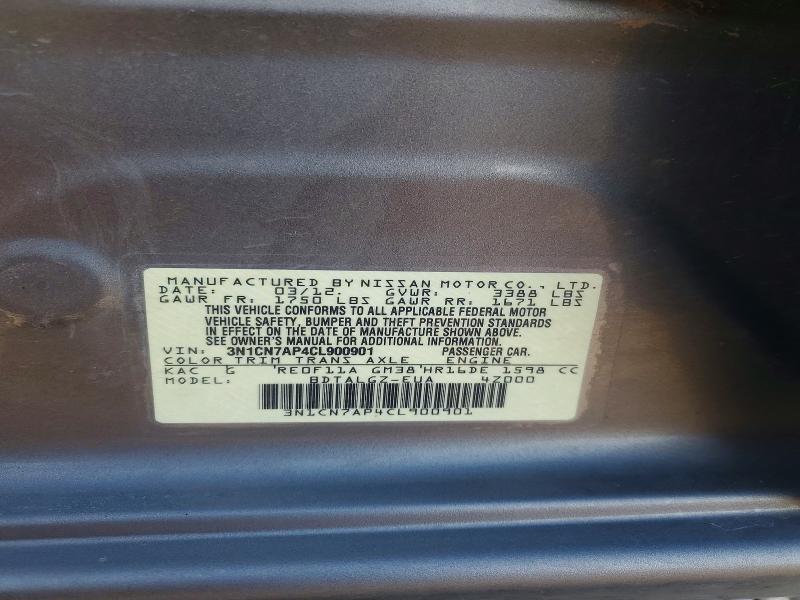 MANUFACTURED BY NISSAN MOTOR CO., LTD.
DATE: 03/12. GVWR: 3388 LBS
GAWR FR: 1750 LBS GAWR RR: 1671 LBS
THIS VEHICLE CONFORMS TO ALL APPLICABLE FEDERAL MOTOR
VEHICLE SAFETY, BUMPER AND THEFT PREVENTION STANDARDS
IN EFFECT ON THE DATE OF MANUFACTURE SHOWN ABOVE.
SEE OWNER'S MANUAL FOR ADDITIONAL INFORMATION.
VIN: 3N1CN7AP4CL900901 PASSENGER CAR.
COLOR TRIM TRANS AXLE ENGINE
KAC G RE0F11A GM38 HR16DE 1598 CC
MODEL: BDTALGZ-EUA 47000
3N1CN7AP4CL900901